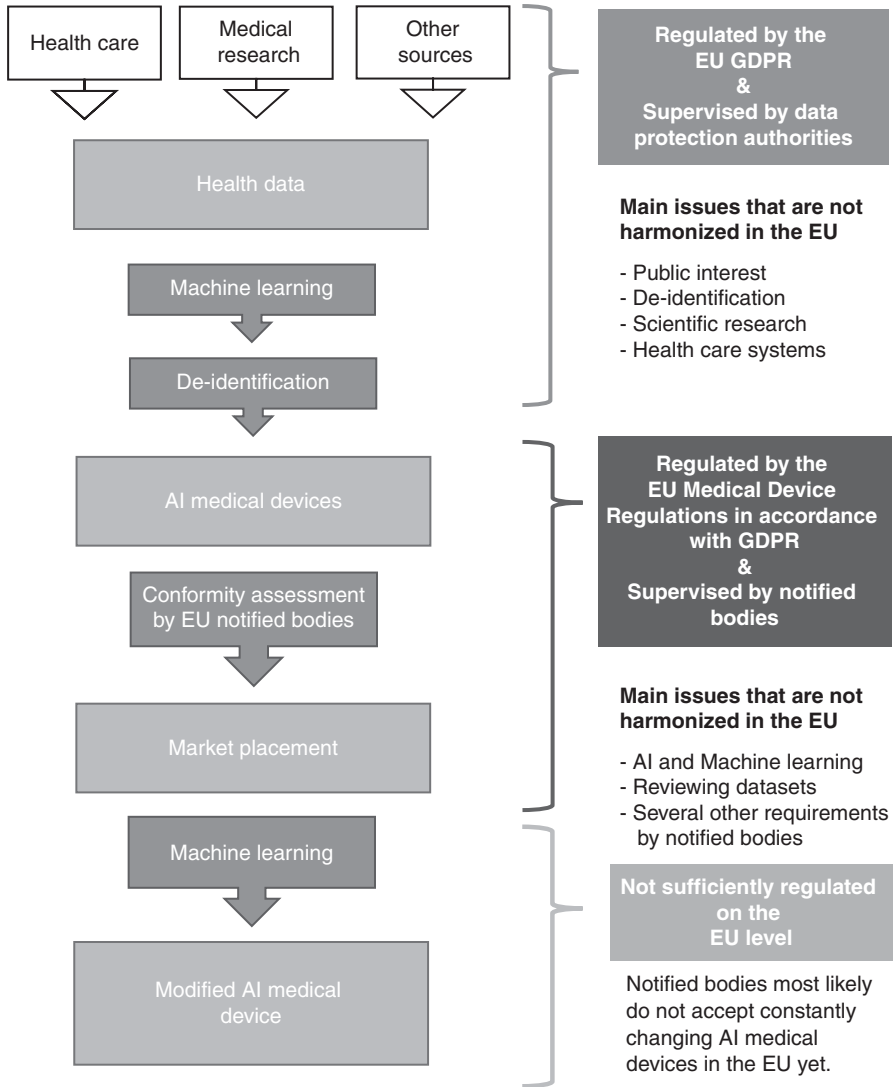 Health care
Medical
research
Other
sources
Health data
Machine learning
De-identification
AI medical devices
Conformity assessment
by EU notified bodies
Market placement
Machine learning
Modified AI medical
device
Regulated by the
EU GDPR
&
Supervised by data
protection authorities
Main issues that are not
harmonized in the EU
- Public interest
- De-identification
- Scientific research
- Health care systems
Regulated by the
EU Medical Device
Regulations in accordance
with GDPR
&
Supervised by notified
bodies
Main issues that are not
harmonized in the EU
- AI and Machine learning
- Reviewing datasets
- Several other requirements
by notified bodies
Not sufficiently regulated
on the
EU level
Notified bodies most likely
do not accept constantly
changing AI medical
devices in the EU yet.